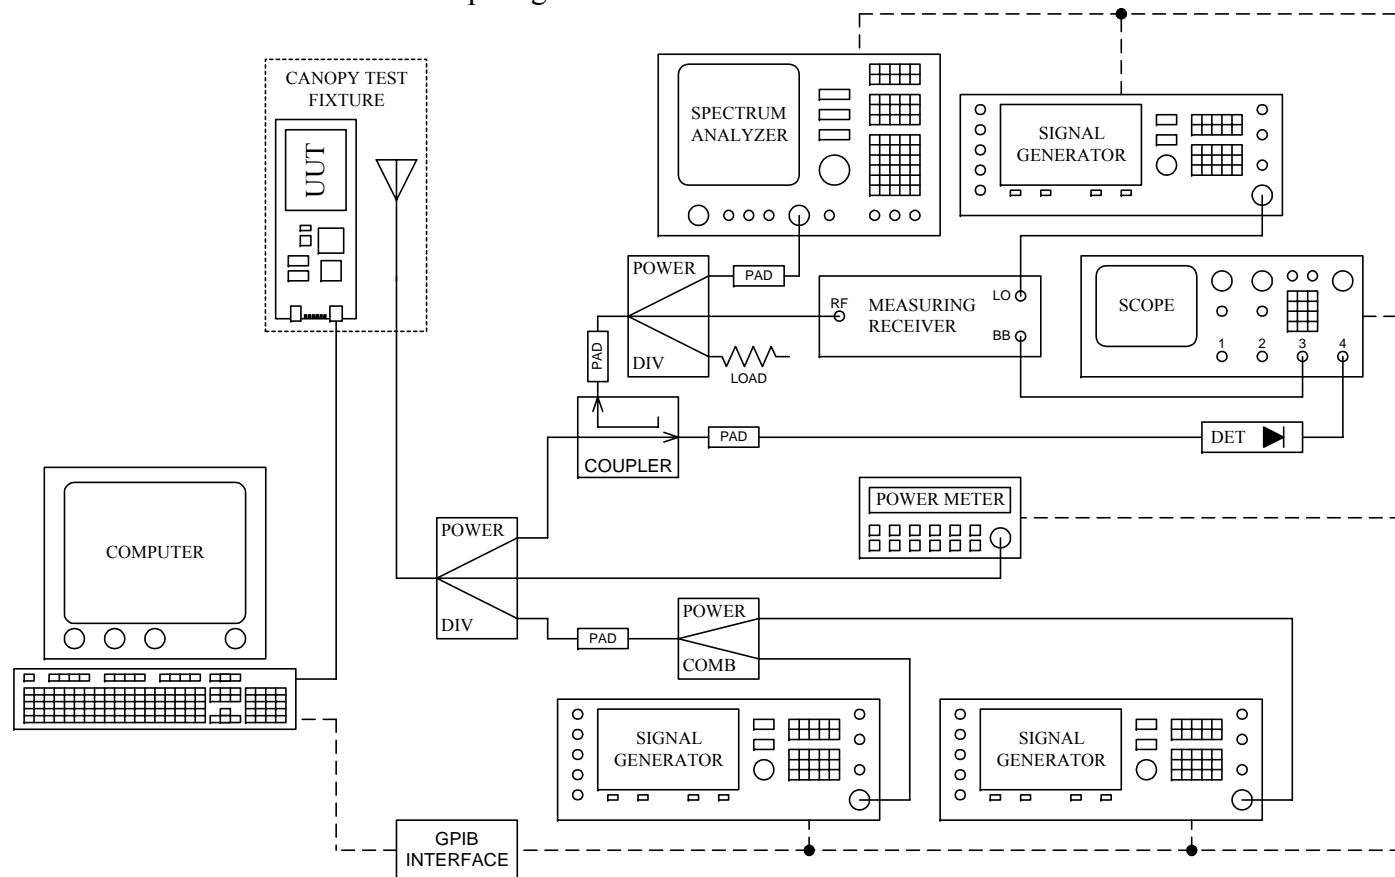 CANOPY TEST
FIXTURE
UUT
SPECTRUM
ANALYZER
SIGNAL
GENERATOR
POWER
DIV
PAD
RF
MEASURING
RECEIVER
LO
BB
SCOPE
1
2
3
4
PAD
LOAD
COUPLER
PAD
DET
POWER METER
COMPUTER
POWER
DIV
PAD
POWER
COMB
SIGNAL
GENERATOR
SIGNAL
GENERATOR
GPIB
INTERFACE